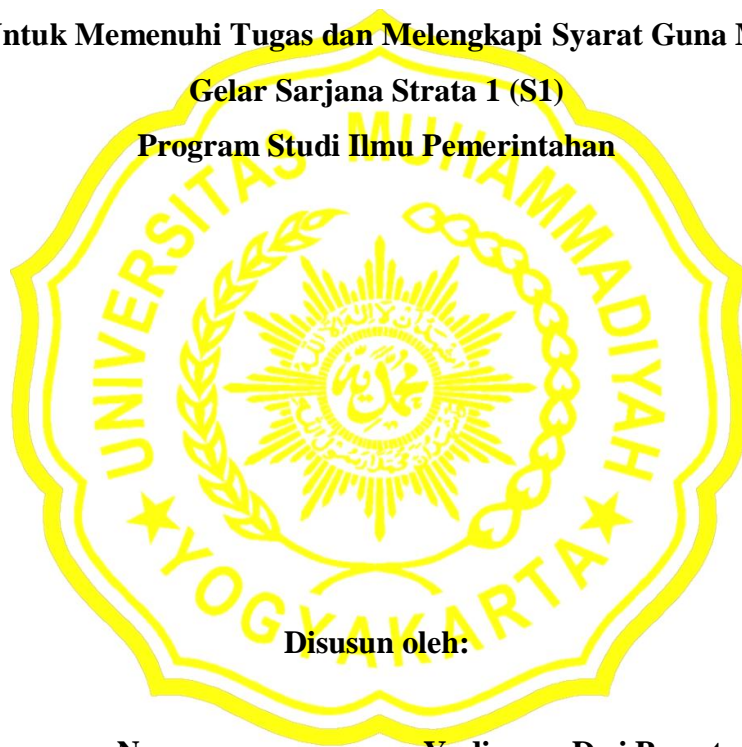 Untuk Memenuhi Tugas dan Melengkapi Syarat Guna
Gelar Sarjana Strata 1 (S1)
Program Studi Ilmu Pemerintahan
UNIVERSITAS MUHAMMADIYAH
YOGYAKARTA
Disusun oleh: